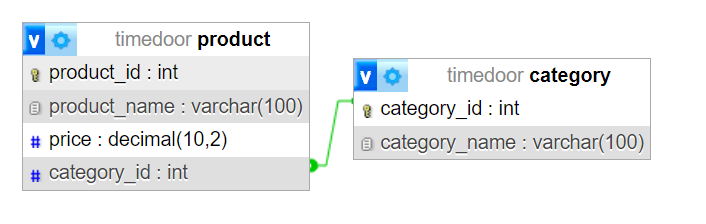 v timedoor product
product_id : int
product_name : varchar(100)
# price : decimal(10,2)
# category_id : int
v timedoor category
category_id : int
category_name : varchar(100)